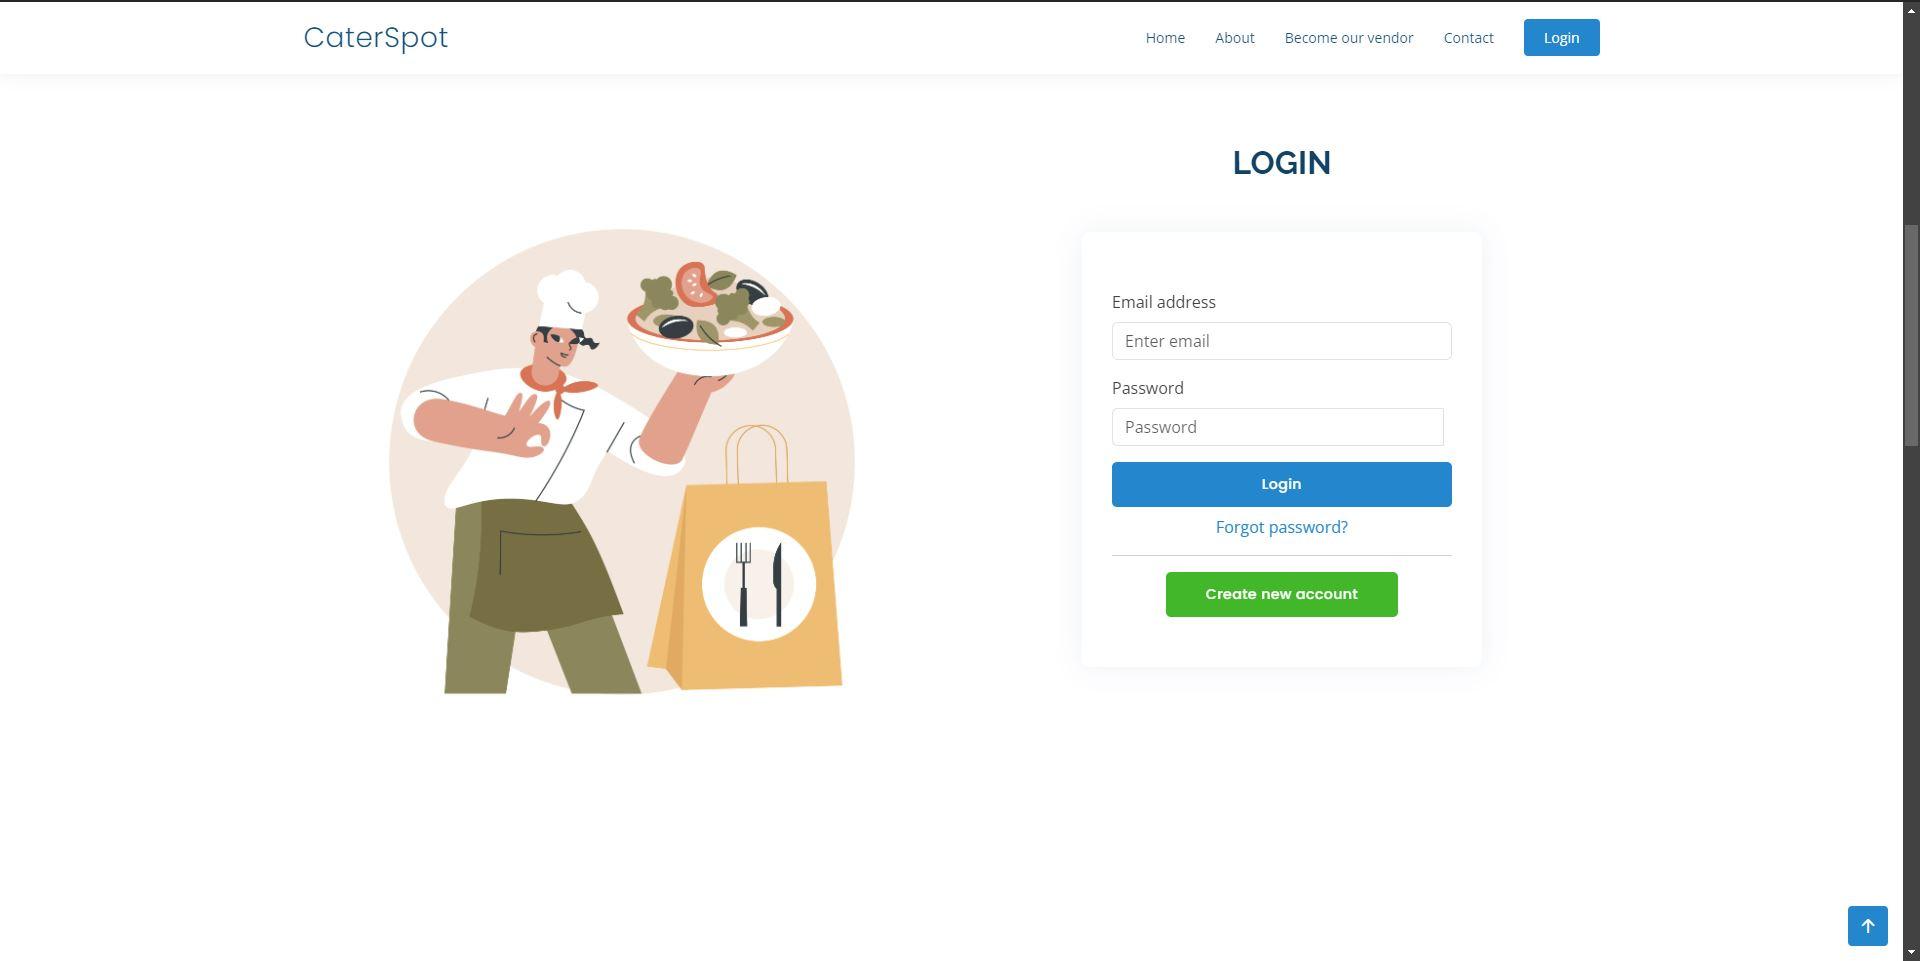 CaterSpot
Home About Become our vendor Contact Login
LOGIN
Email address
Enter email
Password
Password
Login
Forgot password?
Create new account